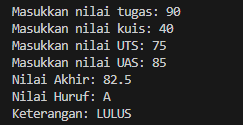 Masukkan nilai tugas: 90
Masukkan nilai kuis: 40
Masukkan nilai UTS: 75
Masukkan nilai UAS: 85
Nilai Akhir: 82.5
Nilai Huruf: A
Keterangan: LULUS